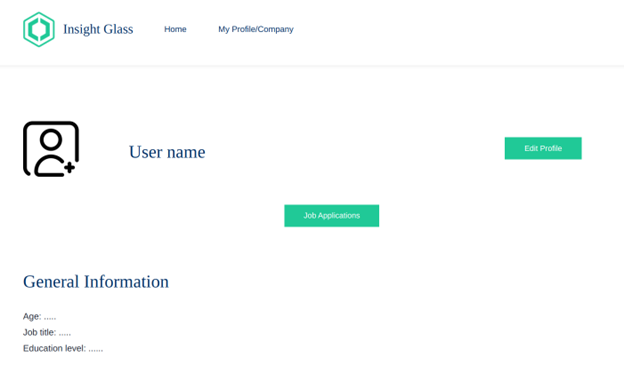 Insight Glass
Home
My Profile/Company
User name
Edit Profile
Job Applications
General Information
Age: .....
Job title: .....
Education level: ......